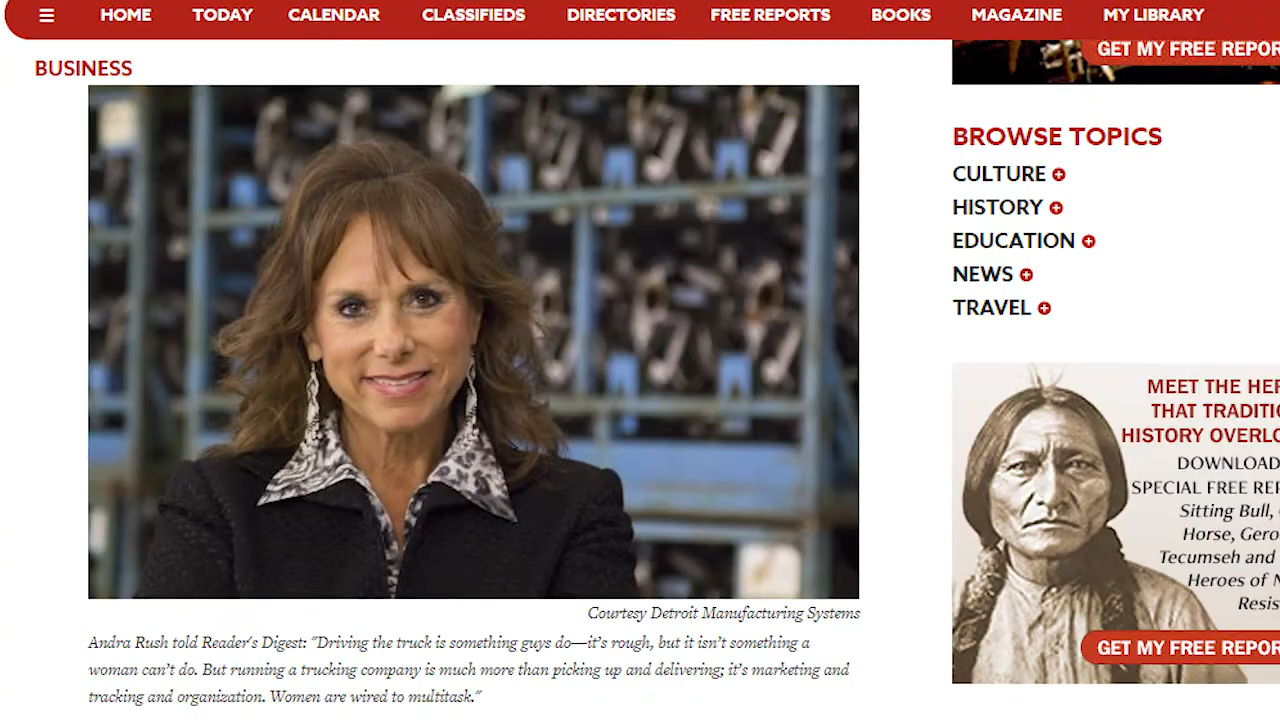 ☰ HOME TODAY CALENDAR CLASSIFIEDS DIRECTORIES FREE REPORTS BOOKS MAGAZINE MY LIBRARY
BUSINESS
Courtesy Detroit Manufacturing Systems
Andra Rush told Reader's Digest: "Driving the truck is something guys do—it's rough, but it isn't something a
woman can't do. But running a trucking company is much more than picking up and delivering; it's marketing and
tracking and organization. Women are wired to multitask."
GET MY FREE REPOR
BROWSE TOPICS
CULTURE
HISTORY
EDUCATION
NEWS
TRAVEL
MEET THE HER
THAT TRADITIO
HISTORY OVERLO
DOWNLOAD
SPECIAL FREE REP
Sitting Bull,
Horse, Gero
Tecumseh and
Heroes of N
Resis
GET MY FREE REPOR